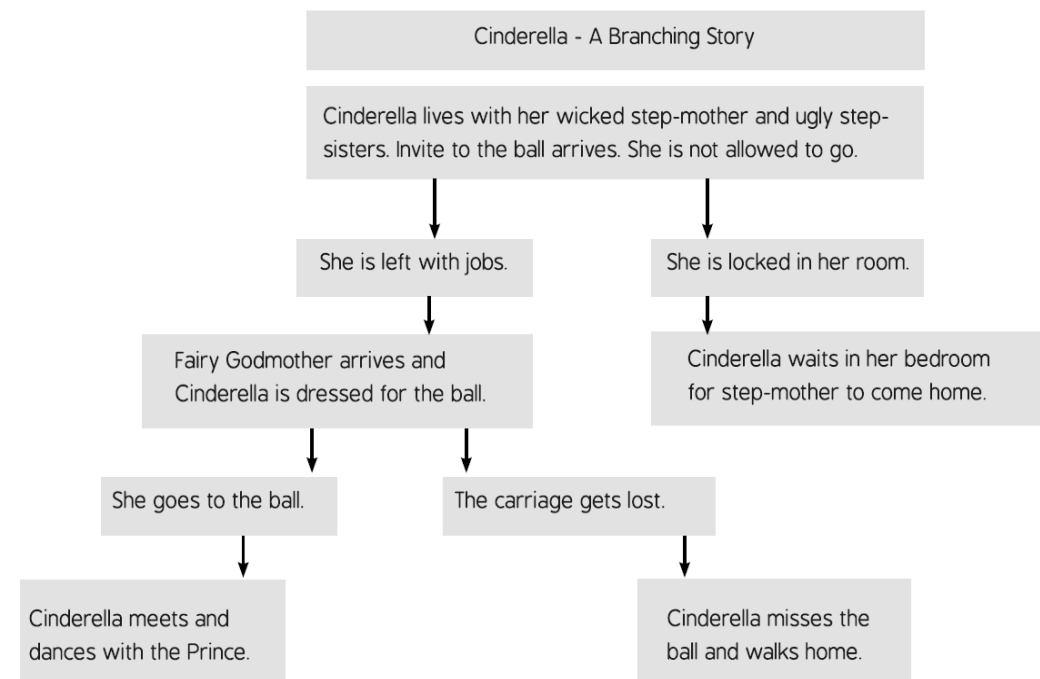 Cinderella - A Branching Story
Cinderella lives with her wicked step-mother and ugly step-
sisters. Invite to the ball arrives. She is not allowed to go.
She is left with jobs.
She is locked in her room.
Fairy Godmother arrives and
Cinderella is dressed for the ball.
Cinderella waits in her bedroom
for step-mother to come home.
She goes to the ball.
The carriage gets lost.
Cinderella meets and
dances with the Prince.
Cinderella misses the
ball and walks home.